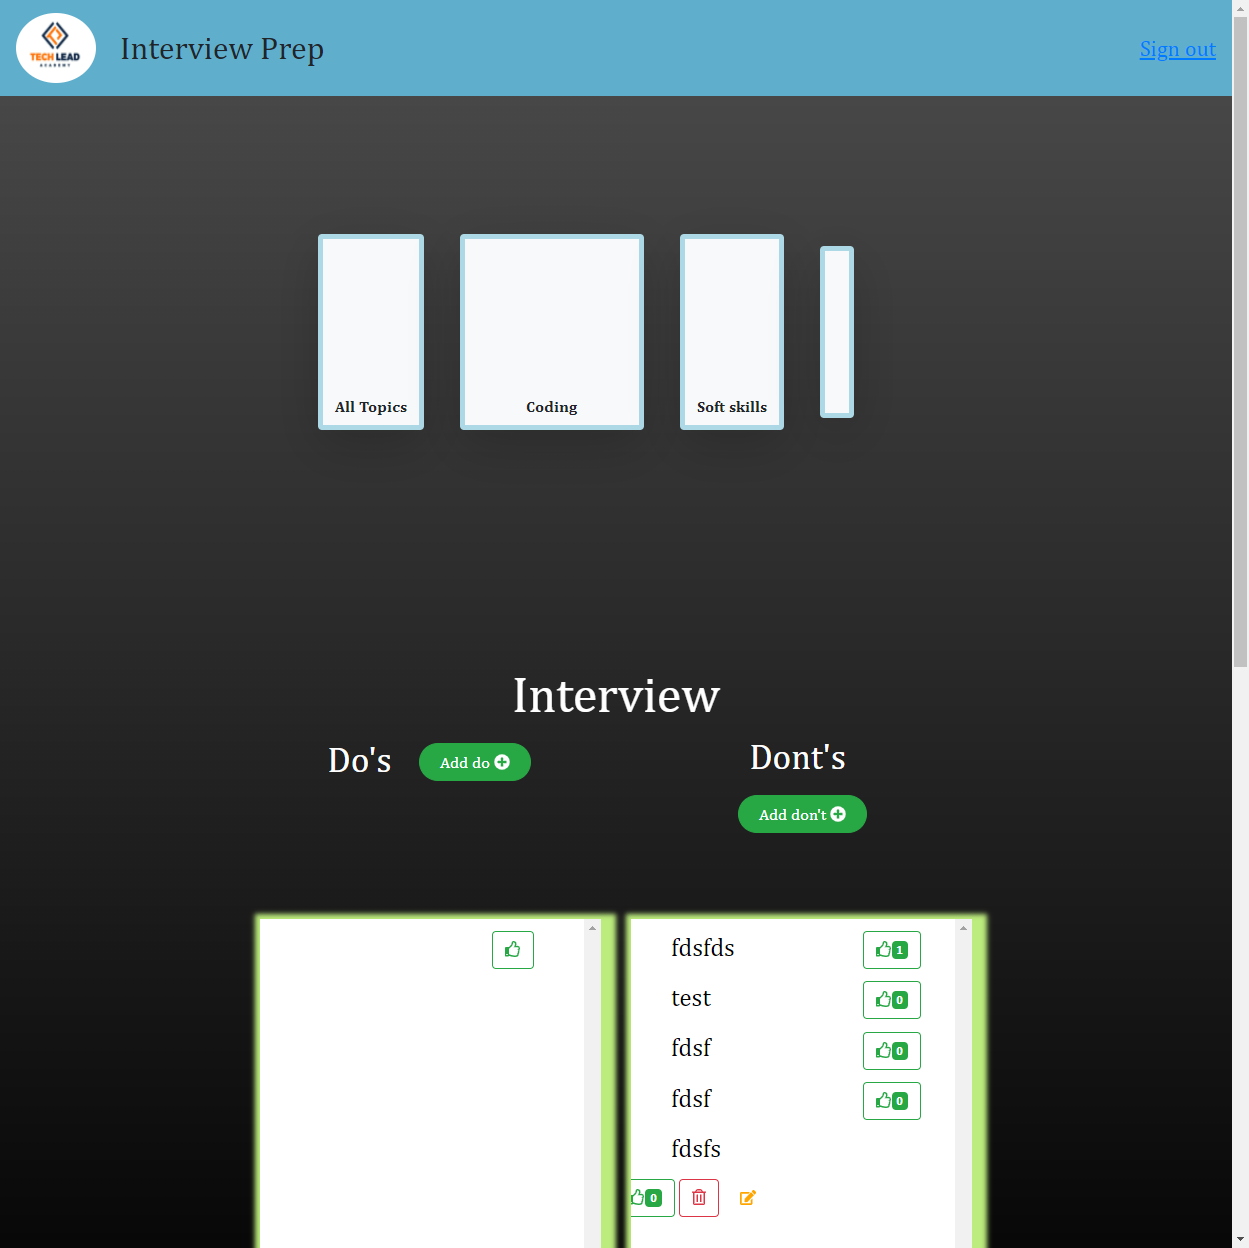 TECH LEAD
ACADEMY
Interview Prep
Sign out
All Topics
Coding
Soft skills
Interview
Do's
Add do
Dont's
Add don't
fdsfds
1
test
0
fdsf
0
fdsf
0
fdsfs
0